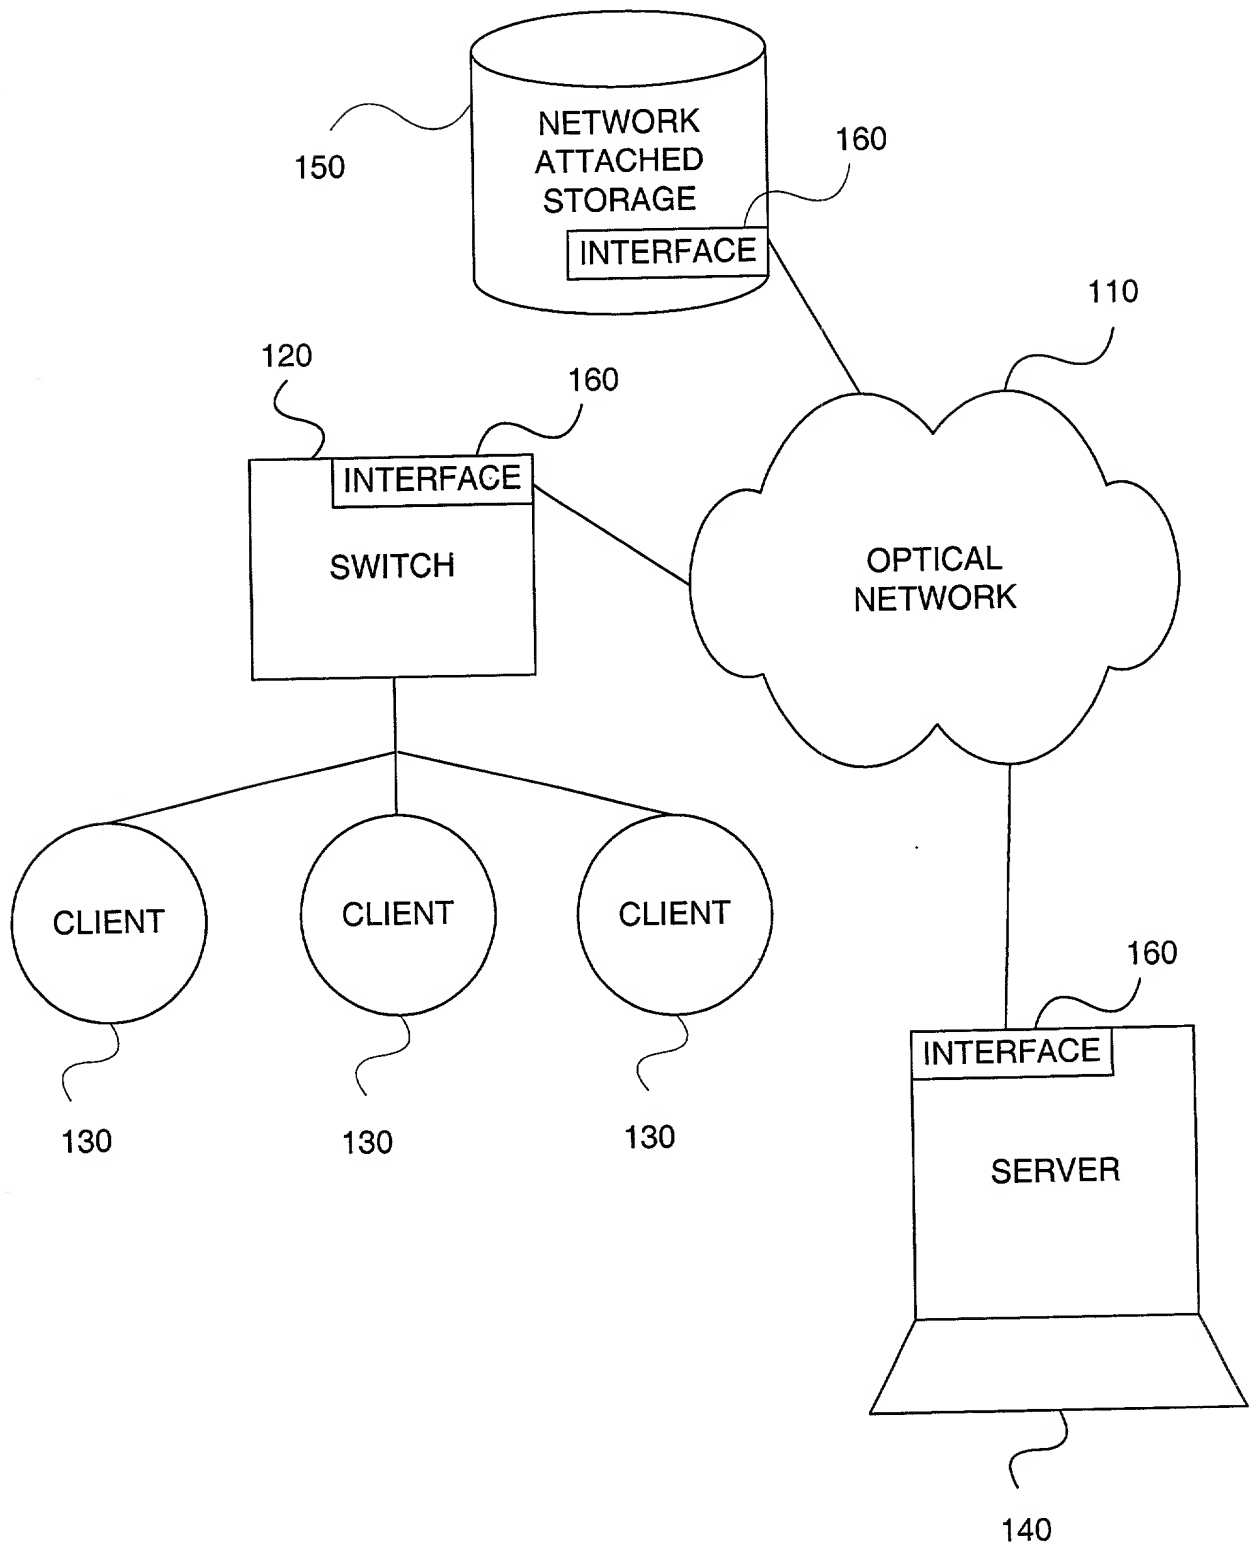 NETWORK
ATTACHED
STORAGE
160
150
INTERFACE
110
120
160
INTERFACE
SWITCH
OPTICAL
NETWORK
CLIENT
CLIENT
CLIENT
160
INTERFACE
130
130
130
SERVER
140